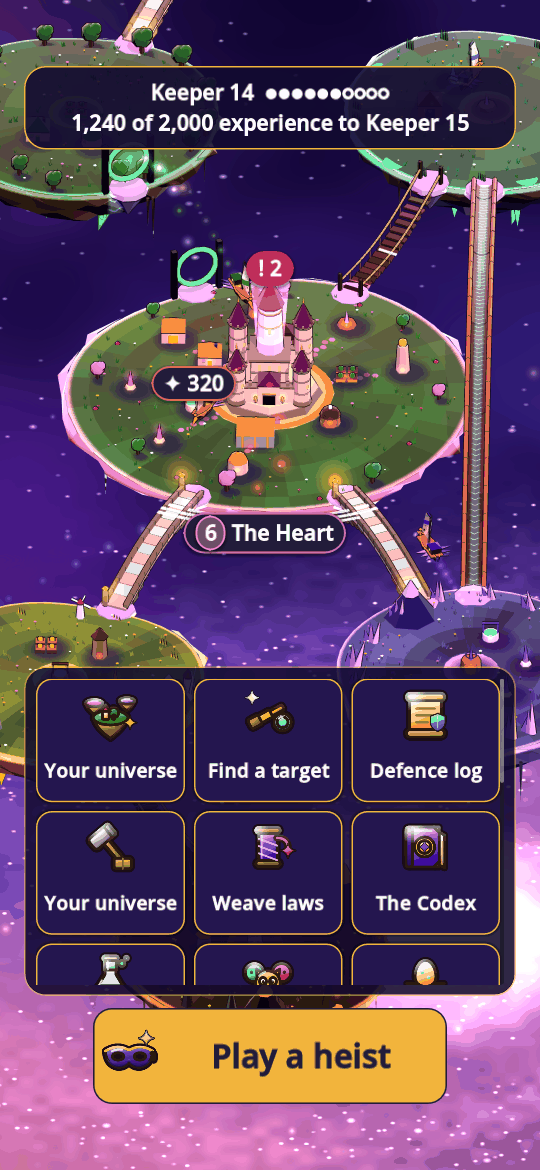 Keeper 14
1,240 of 2,000 experience to Keeper 15
! 2
320
6 The Heart
Your universe
Find a target
Defence log
Your universe
Weave laws
The Codex
Play a heist